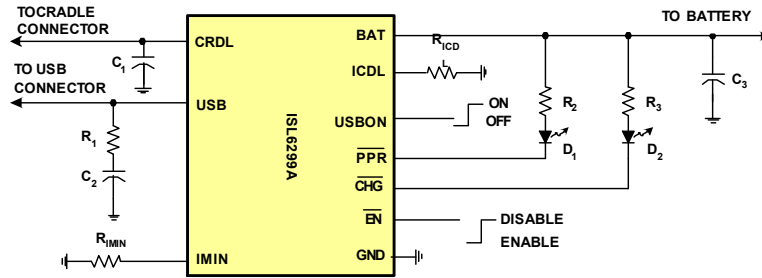 TOCRADLE
CONNECTOR
TO BATTERY
CRDL
BAT
R_ICD
L
C1
ICDL
TO USB
CONNECTOR
USB
ISL6299A
USBON
ON
OFF
R2
R3
C3
R1
PPR
D1
D2
C2
CHG
EN
DISABLE
ENABLE
RIMIN
IMIN
GND